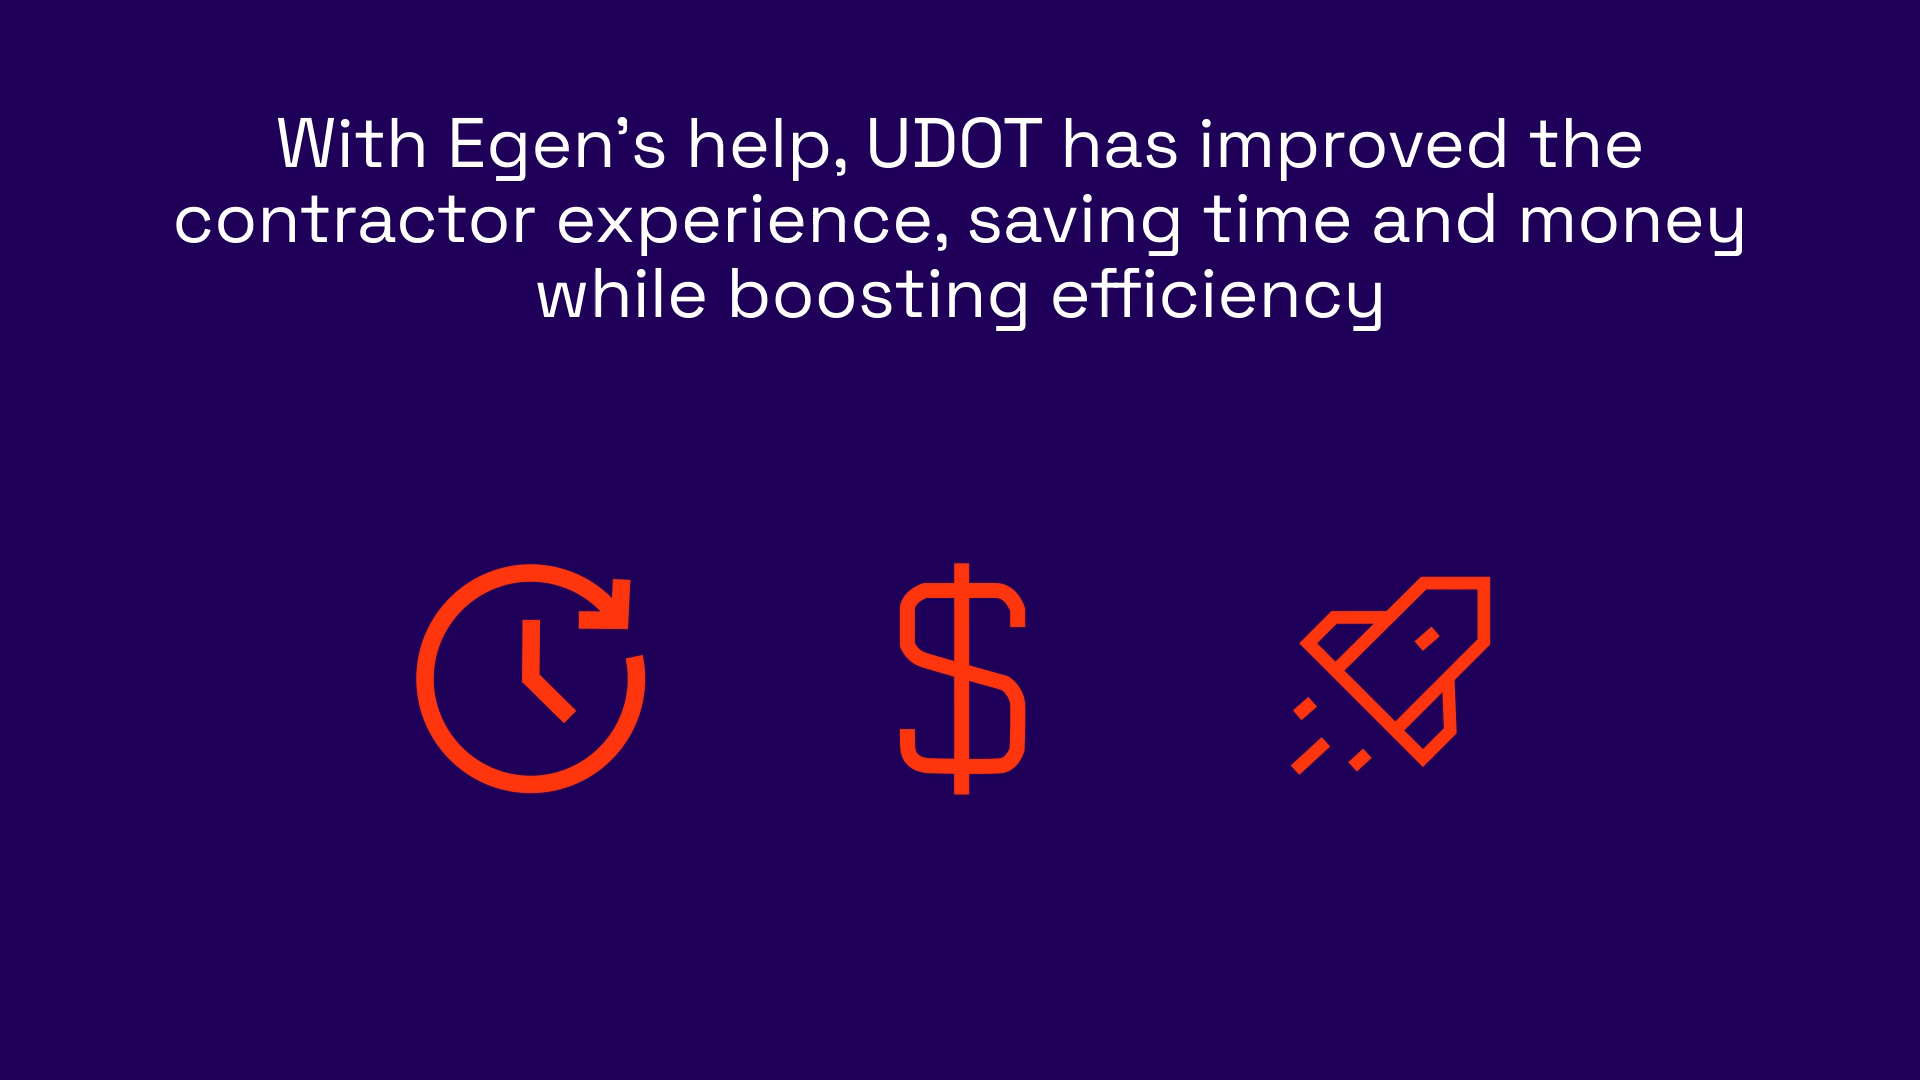 With Egen’s help, UDOT has improved the
contractor experience, saving time and money
while boosting efficiency
$